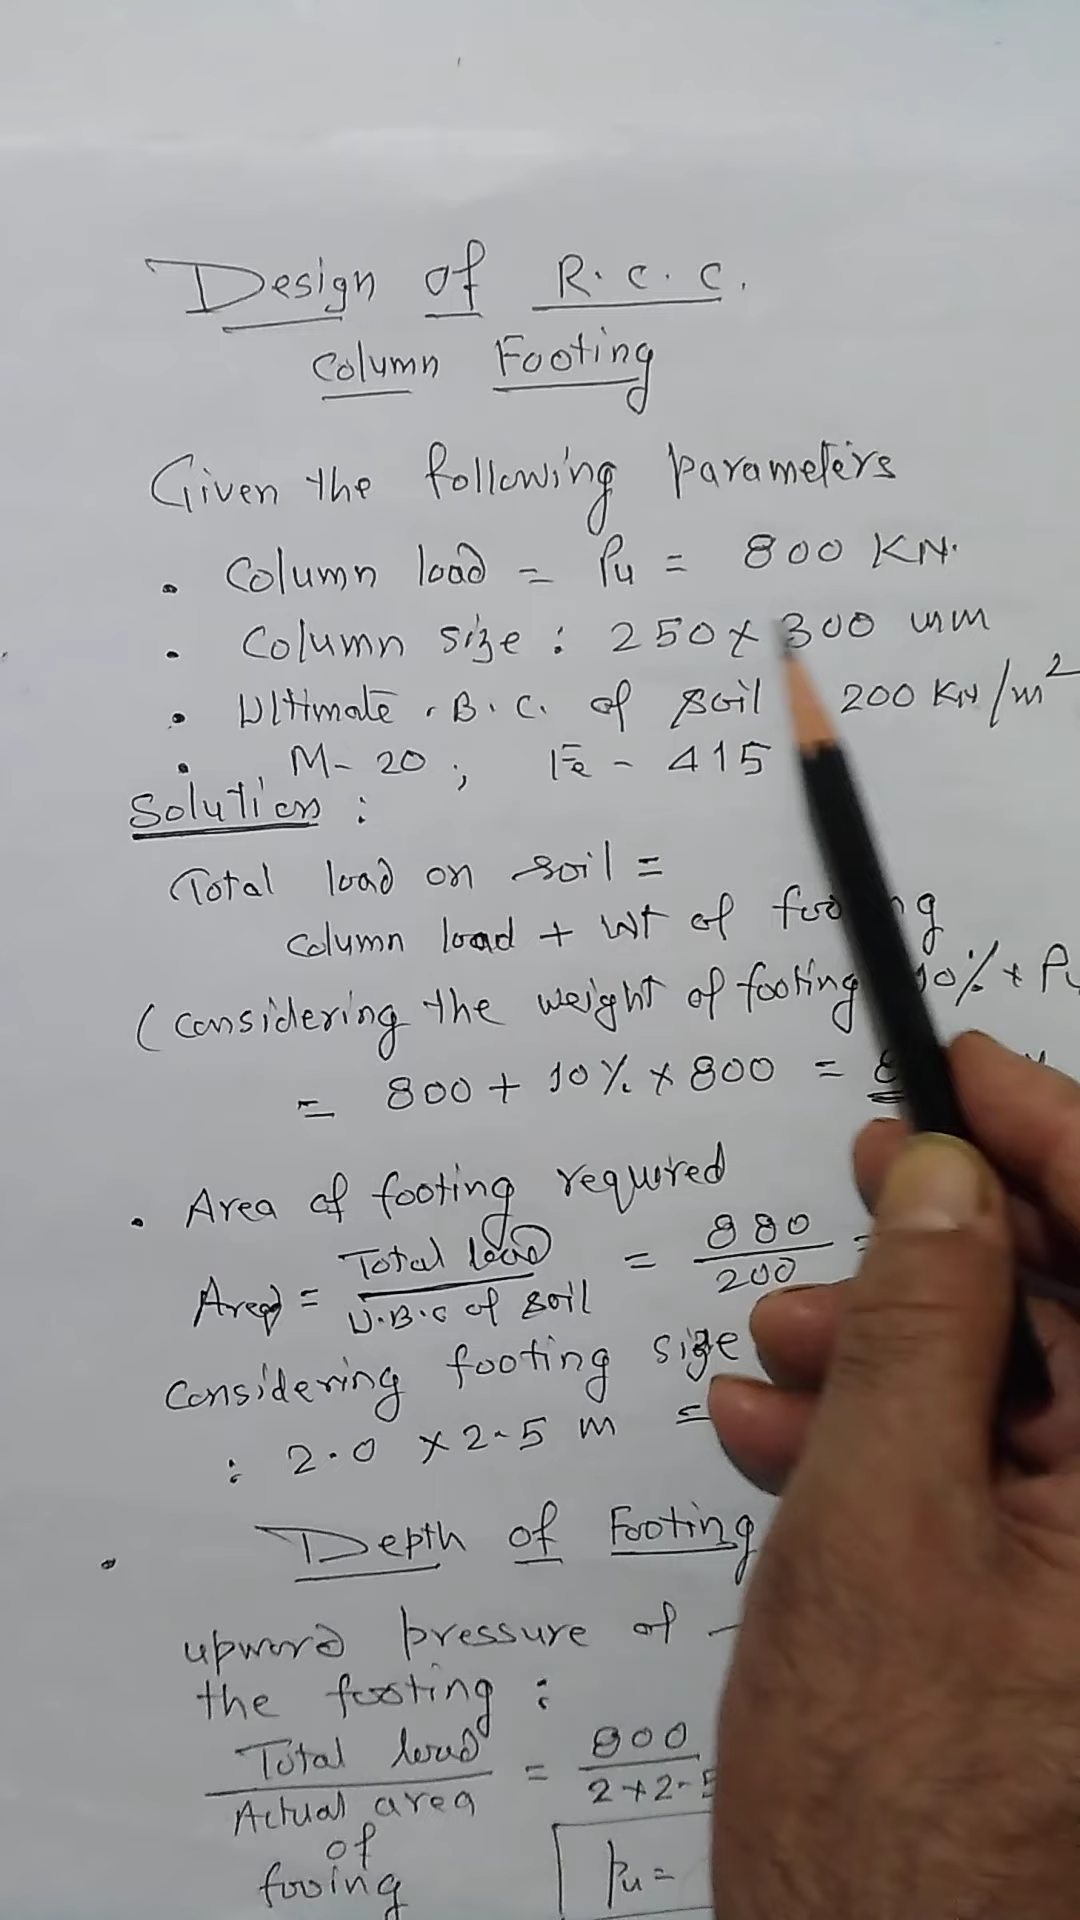 Design of R.C.C.
Column Footing
Given the following parameters
• Column load = Pu = 800 KN.
• Column size : 250 x 300 mm
• Ultimate . B. C. of soil 200 KN/m²
• M-20 ; Fe - 415
Solution :
Total load on soil =
Column load + Wt of
(Considering the weight of footing 10% x Pu
= 800 + 10% x 800 =
• Area of footing required
Areq = Total load / U.B.C of soil = 880 / 200 =
Considering footing size
: 2.0 x 2.5 m =
• Depth of Footing
upward pressure of
the footing :
Total load / Actual area of fooing = 800 / 2 x 2.5
Pu =